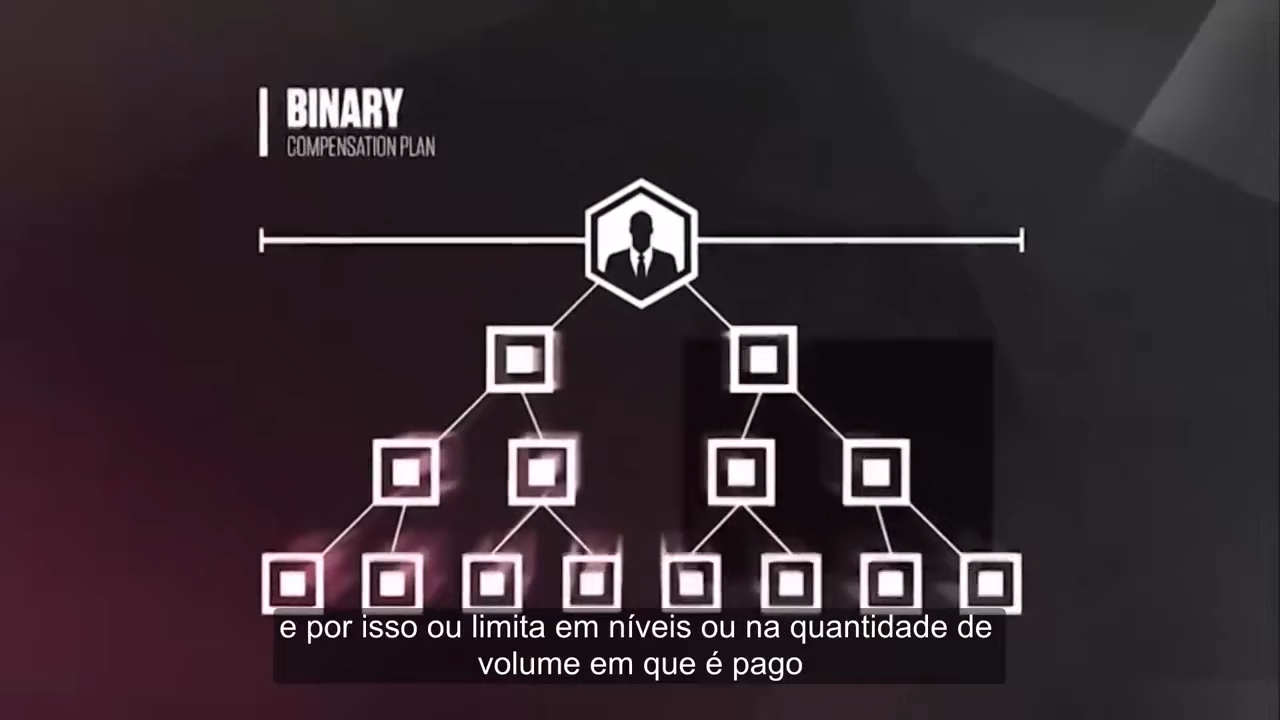 BINARY
COMPENSATION PLAN
e por isso ou limita em níveis ou na quantidade de
volume em que é pago